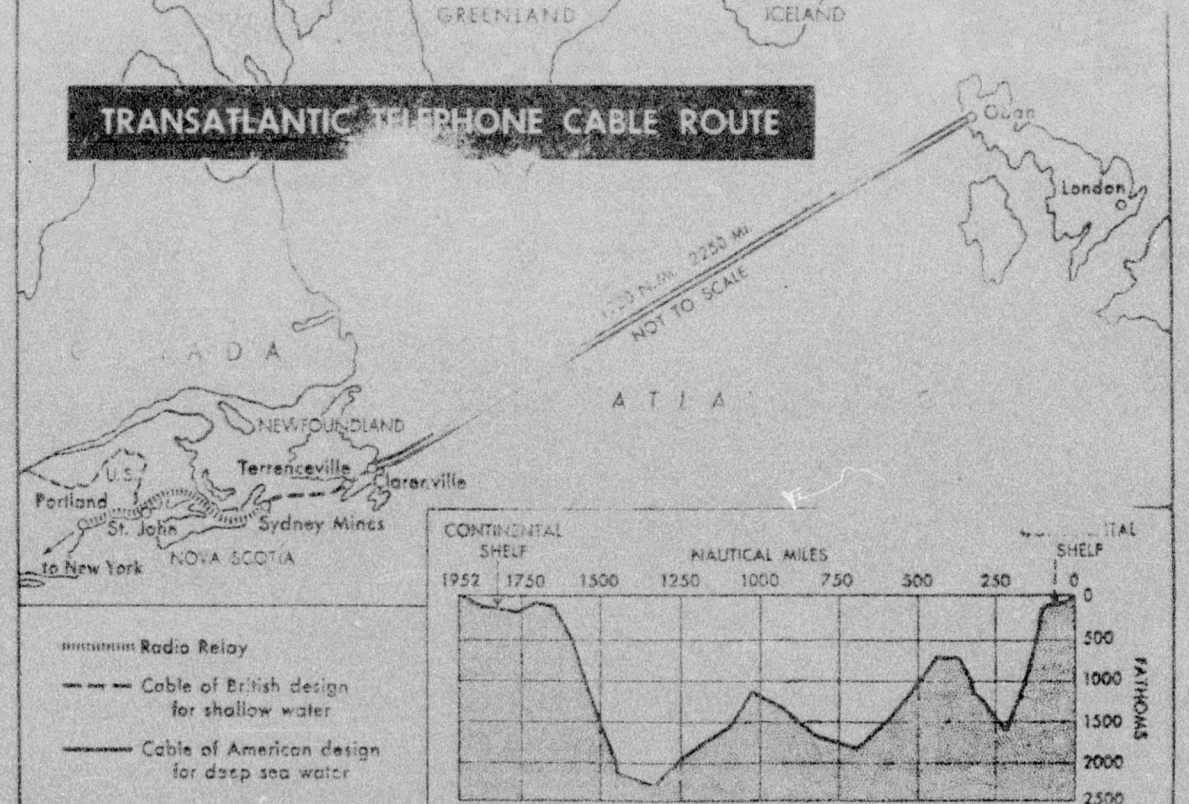 GREENLAND
ICELAND
TRANSATLANTIC TELEPHONE CABLE ROUTE
Oban
London
2250 MI.
NOT TO SCALE
ATLA
NEWFOUNDLAND
Terrenceville
Clarenville
U.S.
Portland
St. John
Sydney Mines
NOVA SCOTIA
to New York
CONTINENTAL
SHELF
NAUTICAL MILES
SHELF
1952 1750 1500 1250 1000 750 500 250 0
0
500
1000
1500
2000
2500
FATHOMS
Radio Relay
Cable of British design
for shallow water
Cable of American design
for deep sea water